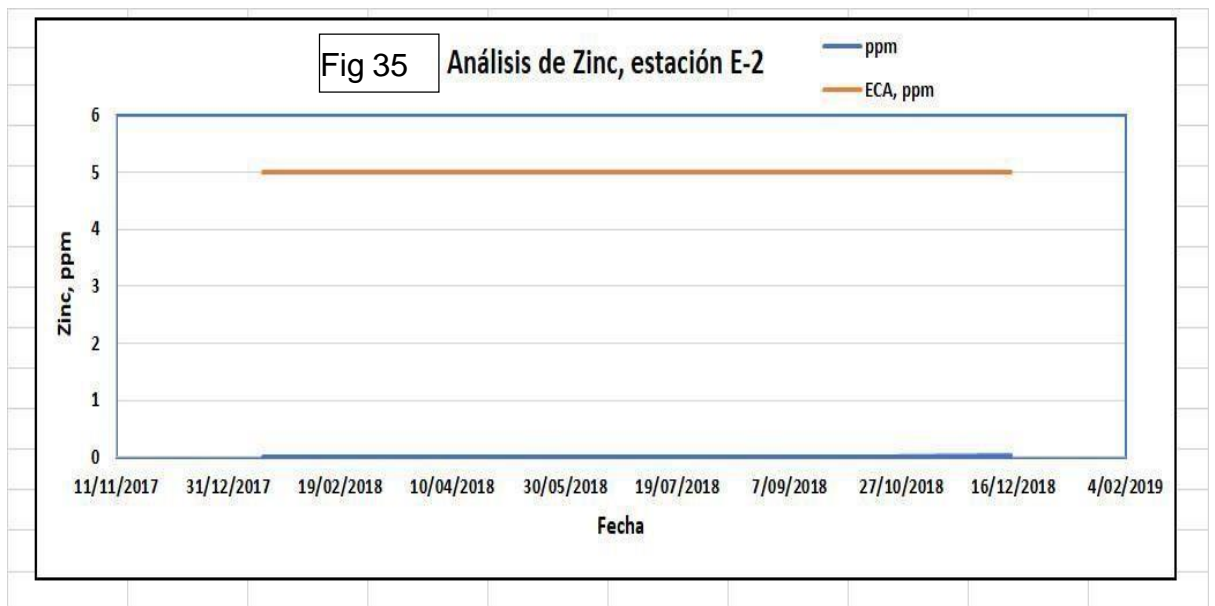 Fig 35
Análisis de Zinc, estación E-2
ppm
ECA, ppm
6
5
4
3
2
1
0
Zinc, ppm
11/11/2017 31/12/2017 19/02/2018 10/04/2018 30/05/2018 19/07/2018 7/09/2018 27/10/2018 16/12/2018 4/02/2019
Fecha